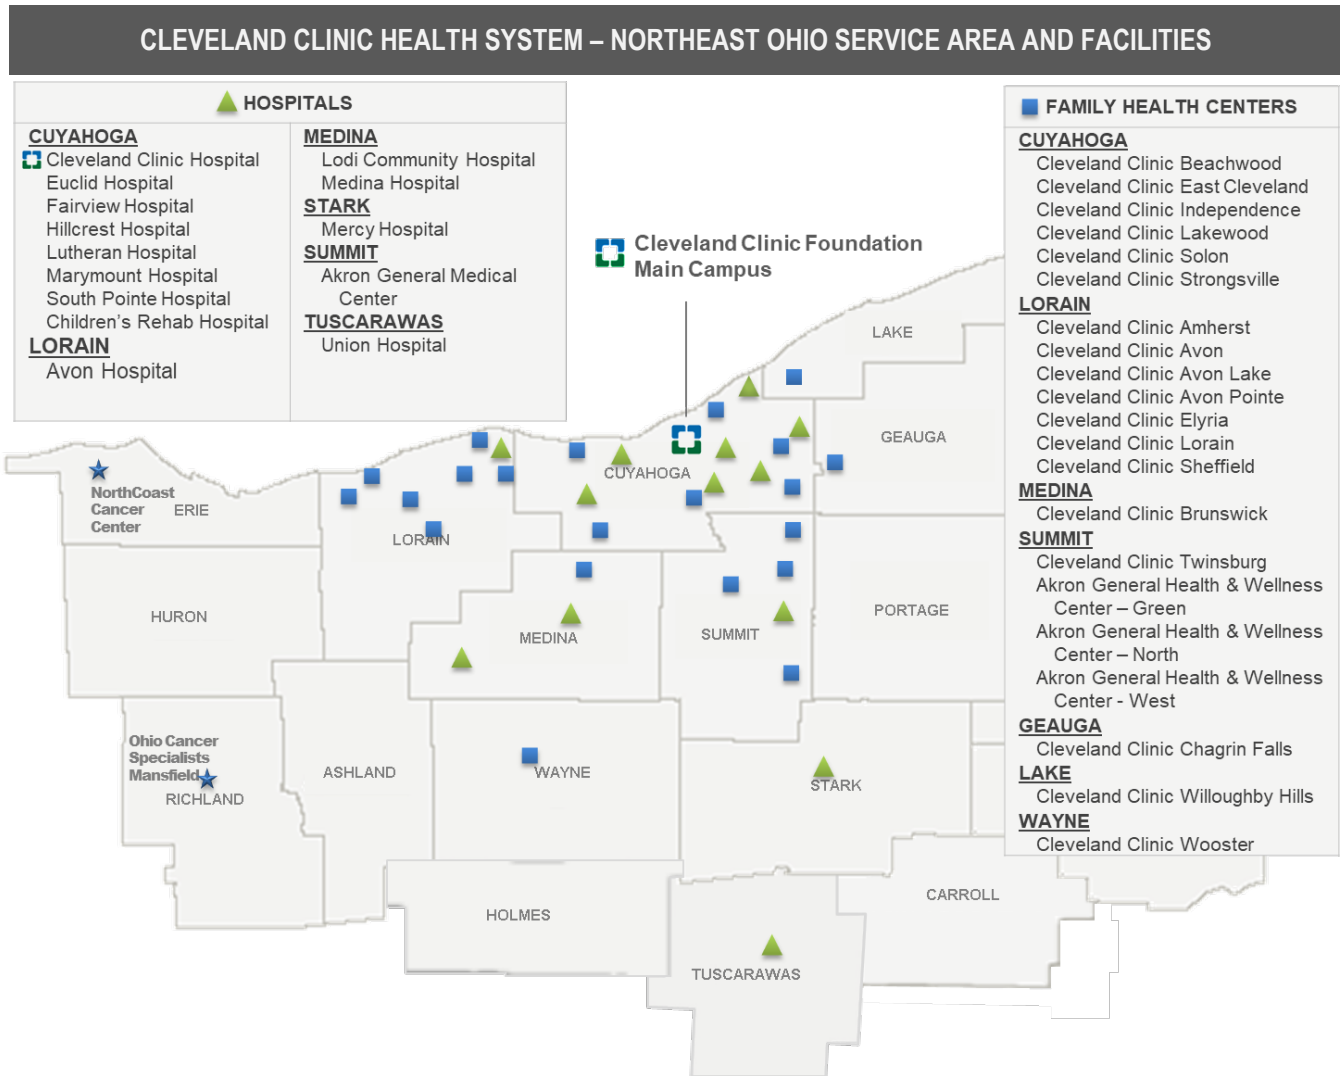 CLEVELAND CLINIC HEALTH SYSTEM – NORTHEAST OHIO SERVICE AREA AND FACILITIES
HOSPITALS
CUYAHOGA
Cleveland Clinic Hospital
Euclid Hospital
Fairview Hospital
Hillcrest Hospital
Lutheran Hospital
Marymount Hospital
South Pointe Hospital
Children's Rehab Hospital
LORAIN
Avon Hospital
MEDINA
Lodi Community Hospital
Medina Hospital
STARK
Mercy Hospital
SUMMIT
Akron General Medical
Center
TUSCARAWAS
Union Hospital
Cleveland Clinic Foundation
Main Campus
FAMILY HEALTH CENTERS
CUYAHOGA
Cleveland Clinic Beachwood
Cleveland Clinic East Cleveland
Cleveland Clinic Independence
Cleveland Clinic Lakewood
Cleveland Clinic Solon
Cleveland Clinic Strongsville
LORAIN
Cleveland Clinic Amherst
Cleveland Clinic Avon
Cleveland Clinic Avon Lake
Cleveland Clinic Avon Pointe
Cleveland Clinic Elyria
Cleveland Clinic Lorain
Cleveland Clinic Sheffield
MEDINA
Cleveland Clinic Brunswick
SUMMIT
Cleveland Clinic Twinsburg
Akron General Health & Wellness
Center – Green
Akron General Health & Wellness
Center – North
Akron General Health & Wellness
Center - West
GEAUGA
Cleveland Clinic Chagrin Falls
LAKE
Cleveland Clinic Willoughby Hills
WAYNE
Cleveland Clinic Wooster
LAKE
GEAUGA
CUYAHOGA
NorthCoast
Cancer
Center
ERIE
LORAIN
HURON
MEDINA
SUMMIT
PORTAGE
Ohio Cancer
Specialists
Mansfield
RICHLAND
ASHLAND
WAYNE
STARK
HOLMES
CARROLL
TUSCARAWAS